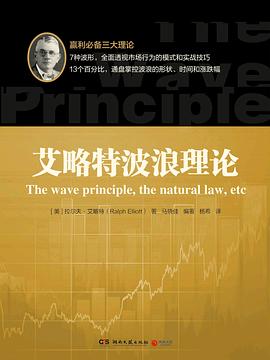 赢利必备三大理论
7种波形，全面透视市场行为的模式和实战技巧
13个百分比，通盘掌控波浪的形状、时间和涨跌幅
The Wave
Principle
艾略特波浪理论
The wave principle, the natural law, etc
[美] 拉尔夫·艾略特（Ralph Elliott） 著 马晓佳 编著 杨希 译
湖南文艺出版社